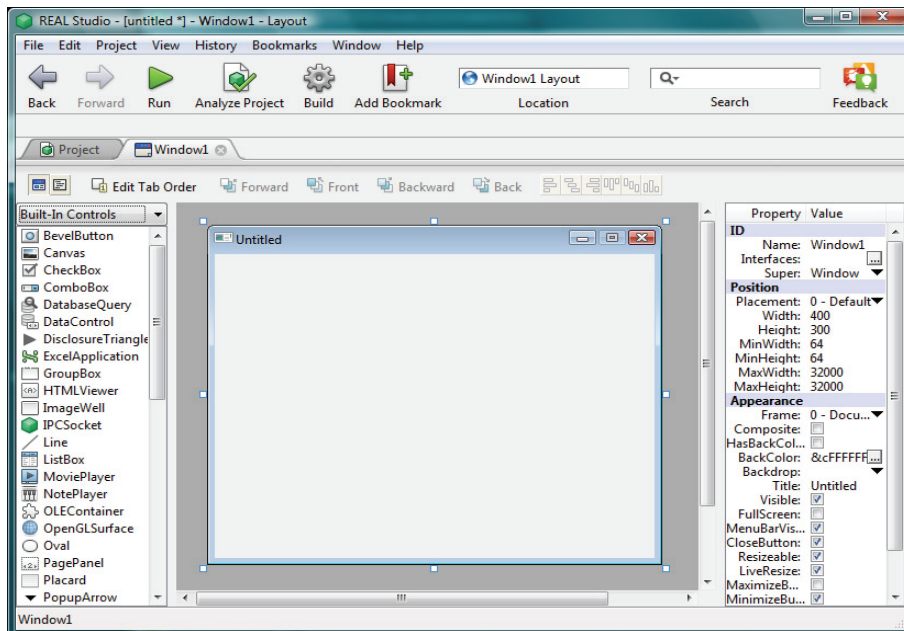 REAL Studio - [untitled *] - Window1 - Layout
File Edit Project View History Bookmarks Window Help
Window1 Layout
Back Forward Run Analyze Project Build Add Bookmark Location Search Feedback
Project Window1
Edit Tab Order Forward Front Backward Back
Built-In Controls
BevelButton
Canvas
CheckBox
ComboBox
DatabaseQuery
DataControl
DisclosureTriangle
ExcelApplication
GroupBox
HTMLViewer
ImageWell
IPCSocket
Line
ListBox
MoviePlayer
NotePlayer
OLEContainer
OpenGLSurface
Oval
PagePanel
Placard
PopupArrow
Untitled
Property Value
ID
Name: Window1
Interfaces: ...
Super: Window
Position
Placement: 0 - Default
Width: 400
Height: 300
MinWidth: 64
MinHeight: 64
MaxWidth: 32000
MaxHeight: 32000
Appearance
Frame: 0 - Docu...
Composite:
HasBackCol...
BackColor: &cFFFFFF ...
Backdrop:
Title: Untitled
Visible:
FullScreen:
MenuBarVis...
CloseButton:
Resizeable:
LiveResize:
MaximizeB...
MinimizeBu...
Window1